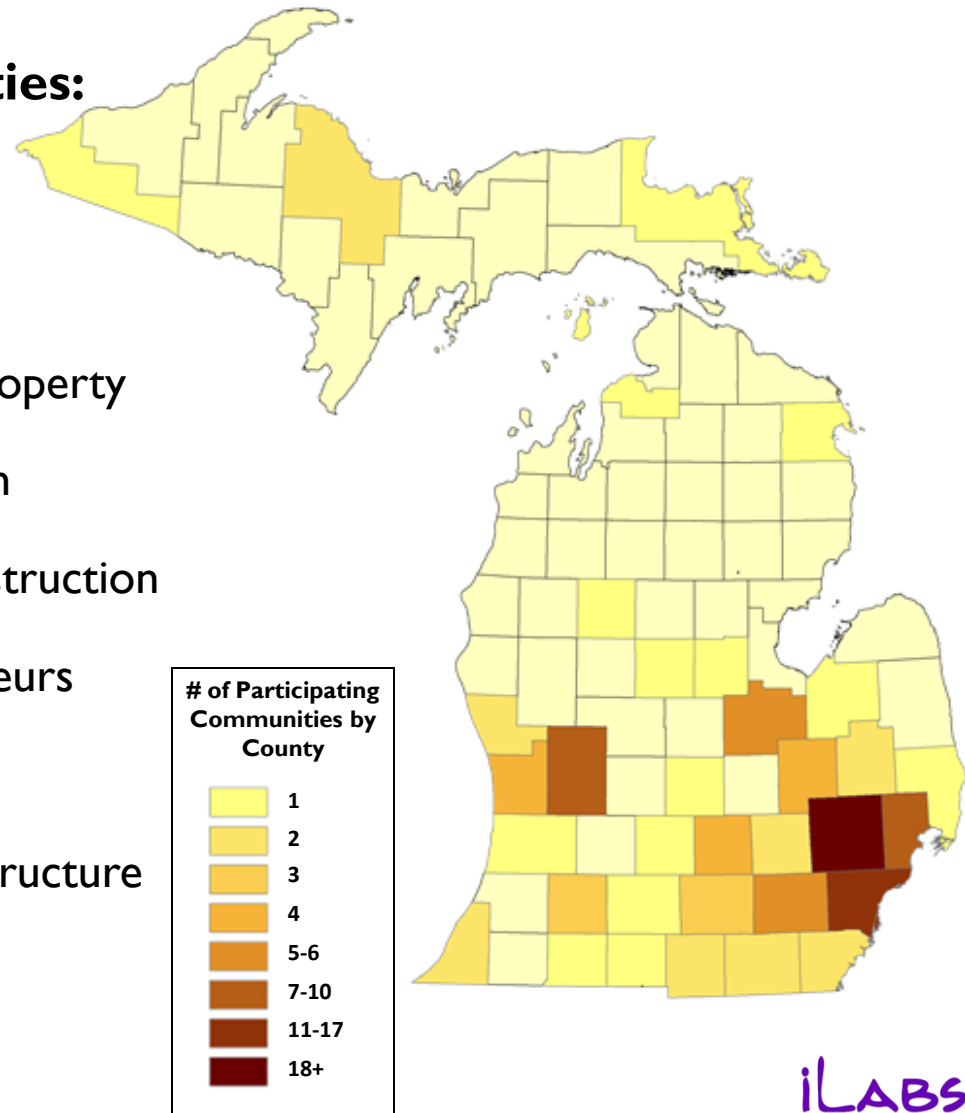 ties:
operty
n
struction
eurs
ructure
# of Participating
Communities by
County
1
2
3
4
5-6
7-10
11-17
18+
iLABS